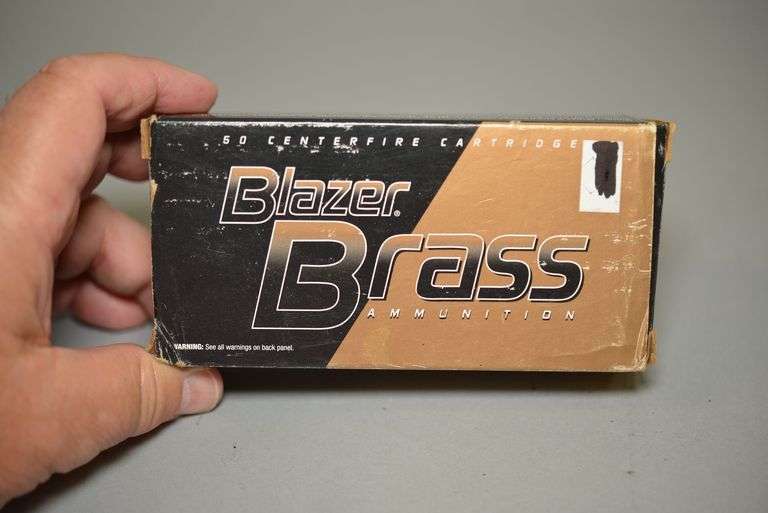 50 CENTERFIRE CARTRIDGE
Blazer®
Brass
AMMUNITION
WARNING: See all warnings on back panel.